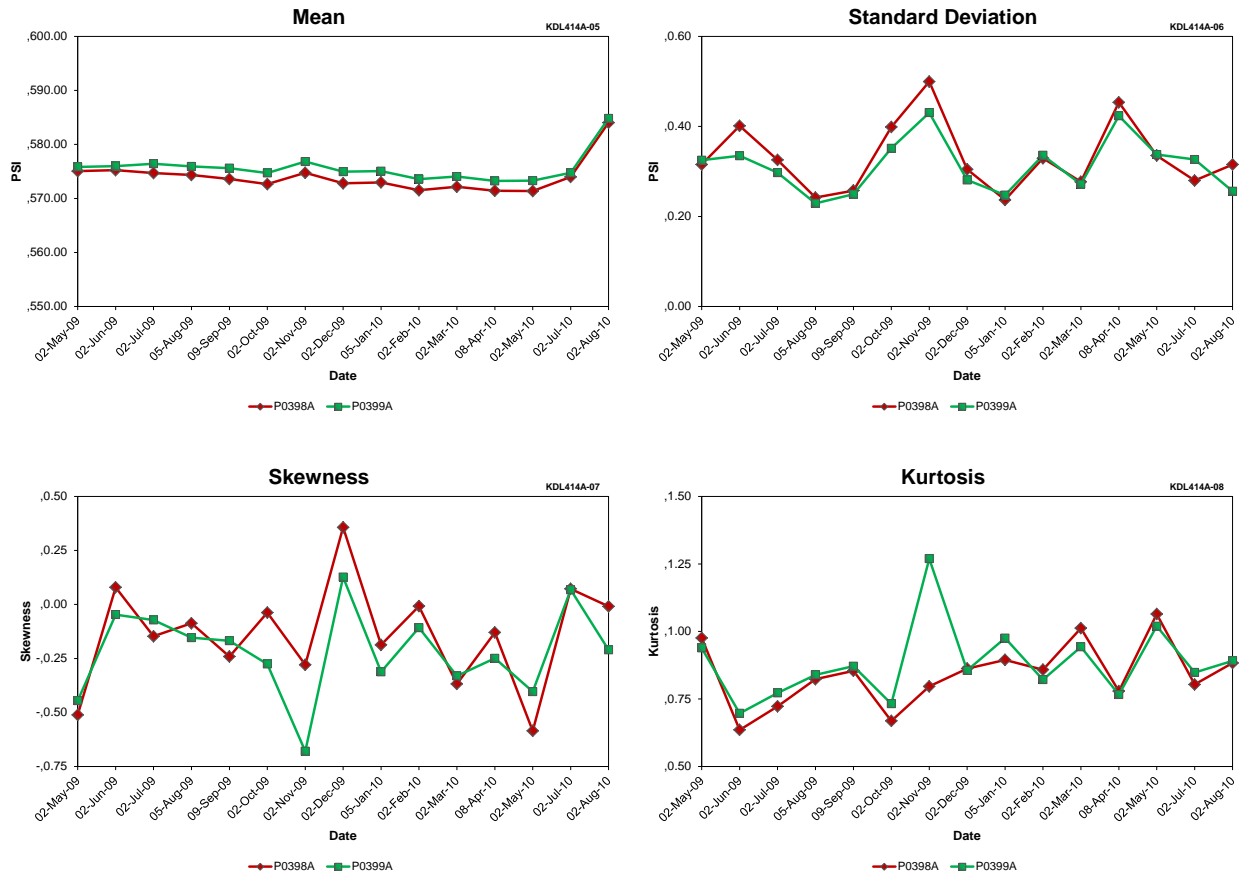 Mean
KDL414A-05
,600.00
,590.00
,580.00
,570.00
,560.00
,550.00
PSI
02-May-09
02-Jun-09
02-Jul-09
05-Aug-09
09-Sep-09
02-Oct-09
02-Nov-09
02-Dec-09
05-Jan-10
02-Feb-10
02-Mar-10
08-Apr-10
02-May-10
02-Jul-10
02-Aug-10
Date
P0398A P0399A
Standard Deviation
KDL414A-06
,0.60
,0.40
,0.20
,0.00
PSI
02-May-09
02-Jun-09
02-Jul-09
05-Aug-09
09-Sep-09
02-Oct-09
02-Nov-09
02-Dec-09
05-Jan-10
02-Feb-10
02-Mar-10
08-Apr-10
02-May-10
02-Jul-10
02-Aug-10
Date
P0398A P0399A
Skewness
KDL414A-07
,0.50
,0.25
,0.00
-,0.25
-,0.50
-,0.75
Skewness
02-May-09
02-Jun-09
02-Jul-09
05-Aug-09
09-Sep-09
02-Oct-09
02-Nov-09
02-Dec-09
05-Jan-10
02-Feb-10
02-Mar-10
08-Apr-10
02-May-10
02-Jul-10
02-Aug-10
Date
P0398A P0399A
Kurtosis
KDL414A-08
,1.50
,1.25
,1.00
,0.75
,0.50
Kurtosis
02-May-09
02-Jun-09
02-Jul-09
05-Aug-09
09-Sep-09
02-Oct-09
02-Nov-09
02-Dec-09
05-Jan-10
02-Feb-10
02-Mar-10
08-Apr-10
02-May-10
02-Jul-10
02-Aug-10
Date
P0398A P0399A